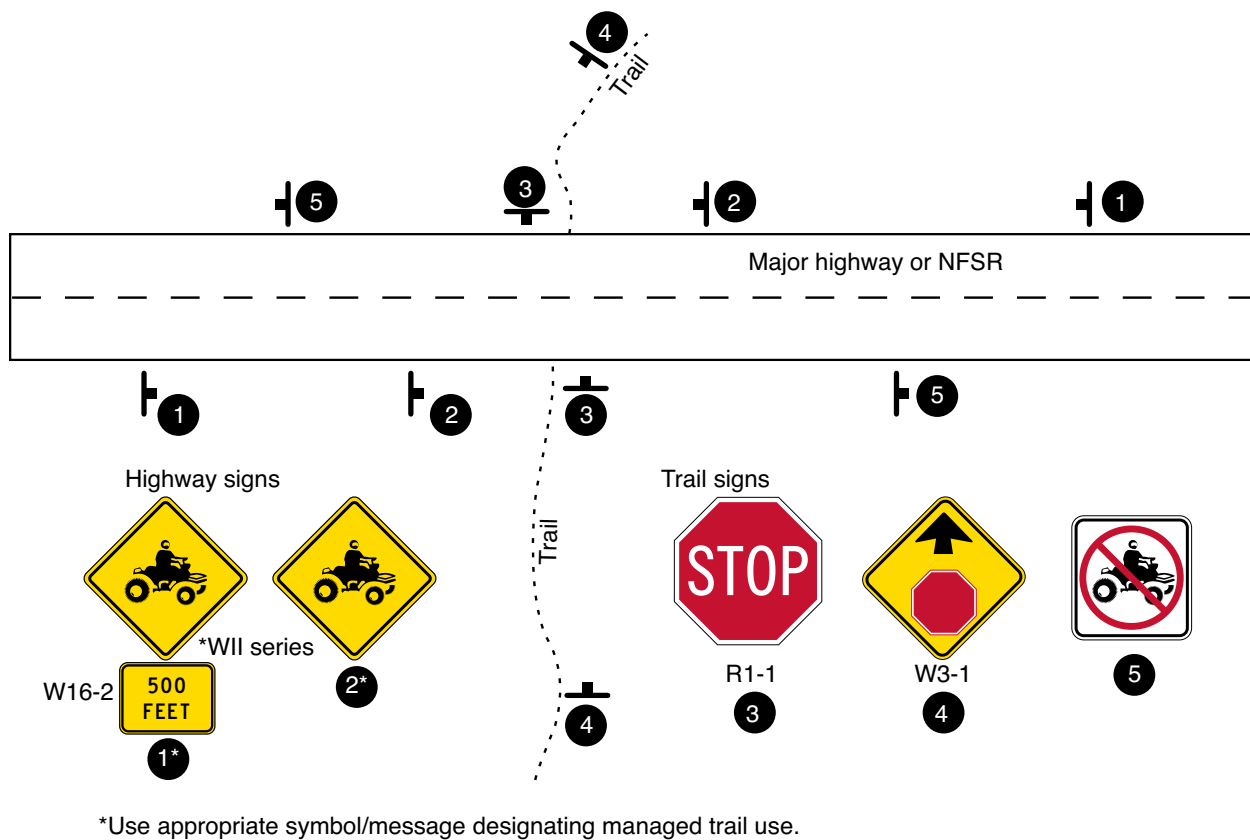 4
Trail
5
3
2
1
Major highway or NFSR
1
2
3
5
Highway signs
Trail signs
Trail
STOP
*WII series
W16-2
500
FEET
2*
R1-1
W3-1
5
3
4
4
1*
*Use appropriate symbol/message designating managed trail use.